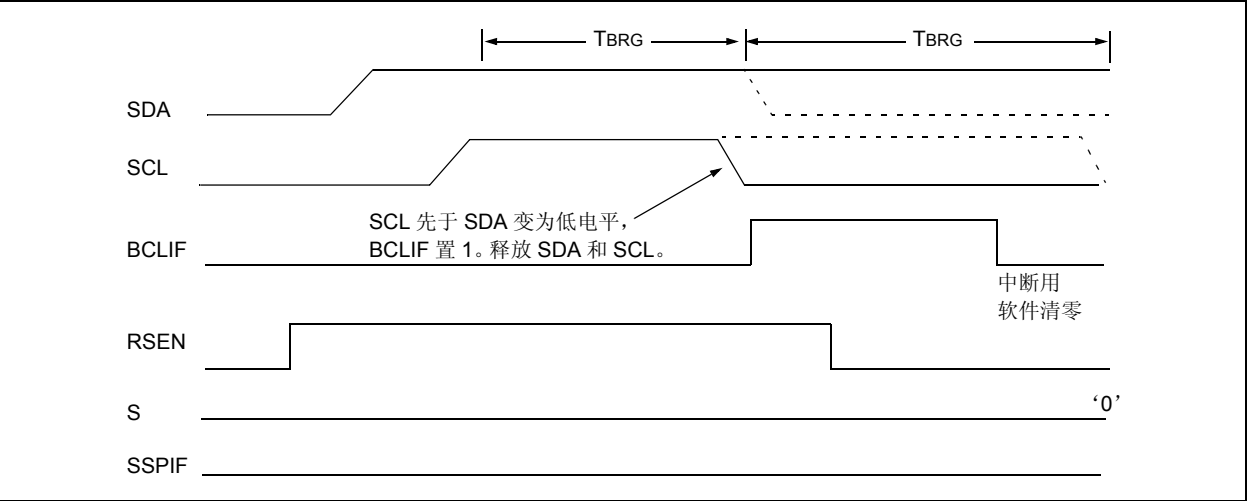 TBRG TBRG
SDA
SCL
SCL 先于 SDA 变为低电平，
BCLIF 置 1。释放 SDA 和 SCL。
BCLIF
中断用
软件清零
RSEN
S
‘0’
SSPIF